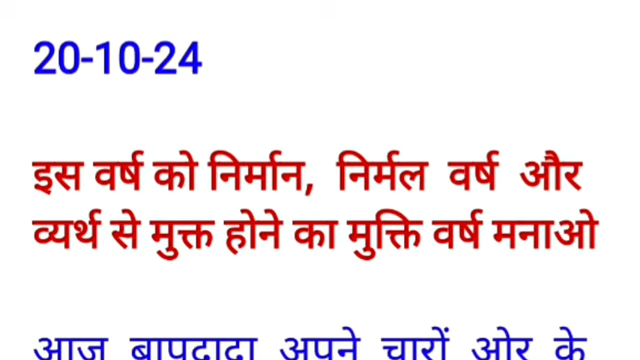 20-10-24
इस वर्ष को निर्मान, निर्मल वर्ष और
व्यर्थ से मुक्त होने का मुक्ति वर्ष मनाओ
आज बापदादा अपने चारों ओर के